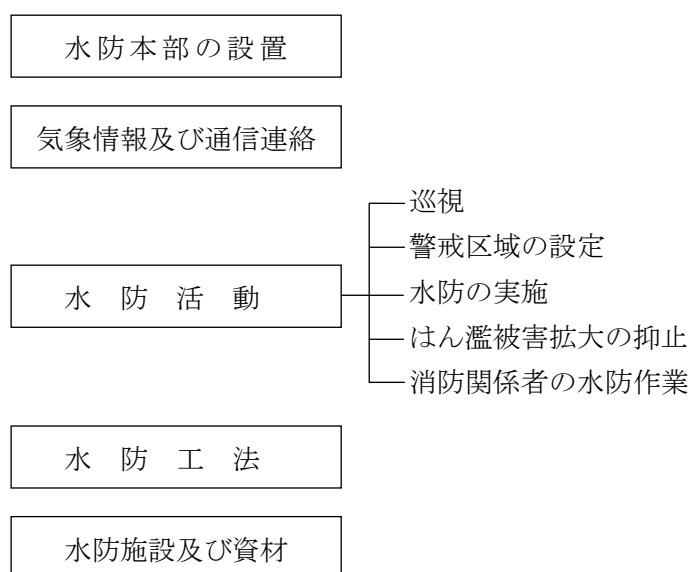 水防本部の設置
気象情報及び通信連絡
水防活動
巡視
警戒区域の設定
水防の実施
はん濫被害拡大の抑止
消防関係者の水防作業
水防工法
水防施設及び資材